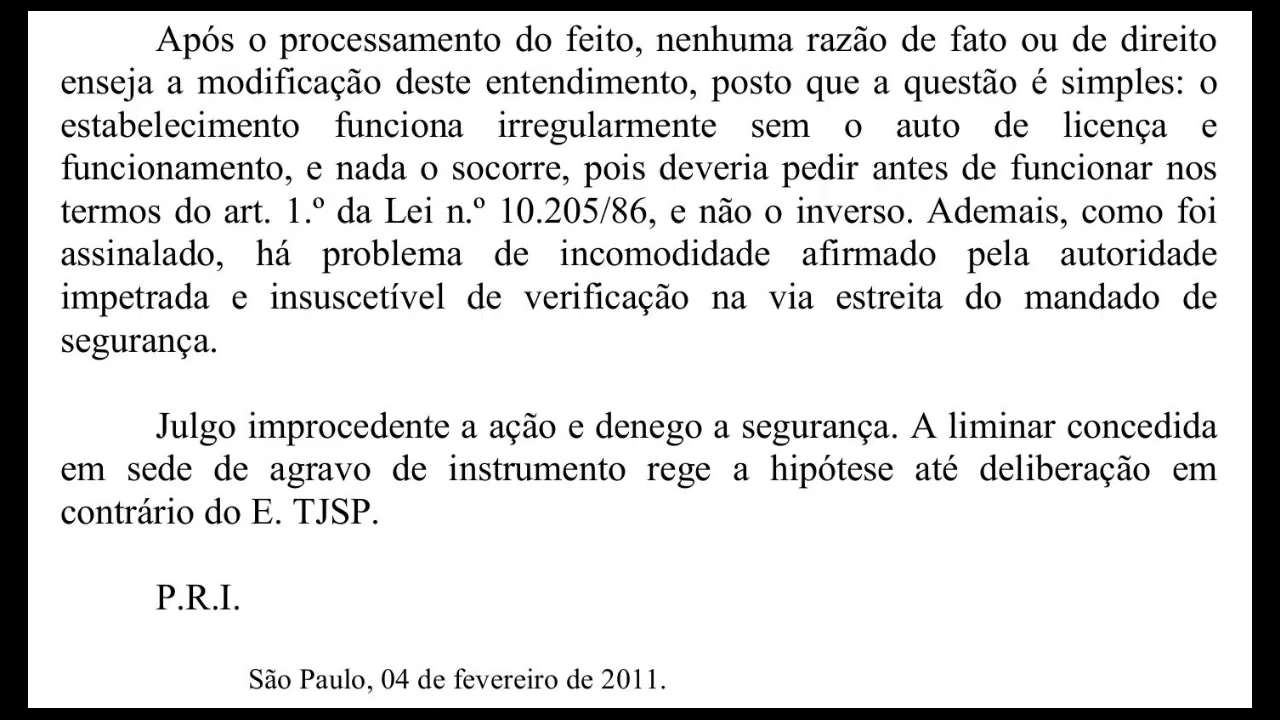 Após o processamento do feito, nenhuma razão de fato ou de direito
enseja a modificação deste entendimento, posto que a questão é simples: o
estabelecimento funciona irregularmente sem o auto de licença e
funcionamento, e nada o socorre, pois deveria pedir antes de funcionar nos
termos do art. 1.º da Lei n.º 10.205/86, e não o inverso. Ademais, como foi
assinalado, há problema de incomodidade afirmado pela autoridade
impetrada e insuscetível de verificação na via estreita do mandado de
segurança.
Julgo improcedente a ação e denego a segurança. A liminar concedida
em sede de agravo de instrumento rege a hipótese até deliberação em
contrário do E. TJSP.
P.R.I.
São Paulo, 04 de fevereiro de 2011.